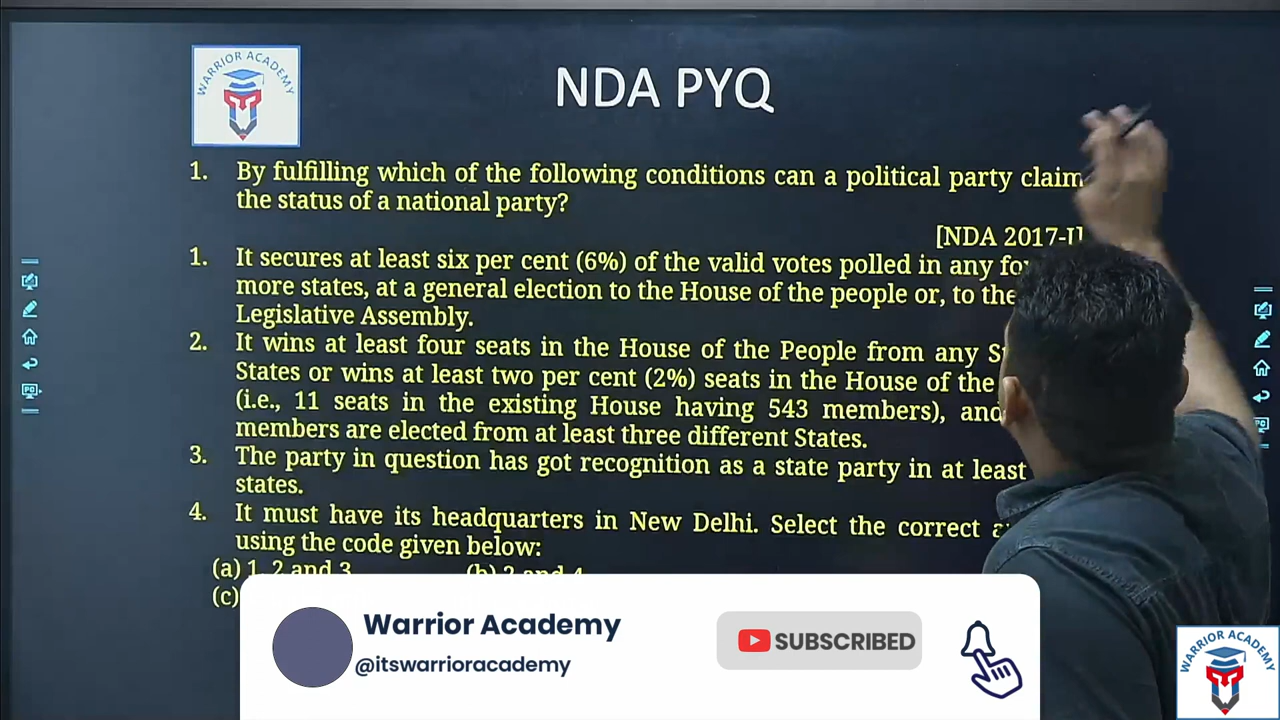 WARRIOR ACADEMY
NDA PYQ
1. By fulfilling which of the following conditions can a political party claim
the status of a national party?
[NDA 2017-I]
1. It secures at least six per cent (6%) of the valid votes polled in any
more states, at a general election to the House of the people or, to the
Legislative Assembly.
2. It wins at least four seats in the House of the People from any
States or wins at least two per cent (2%) seats in the House of the
(i.e., 11 seats in the existing House having 543 members), and
members are elected from at least three different States.
3. The party in question has got recognition as a state party in at least
states.
4. It must have its headquarters in New Delhi. Select the correct
using the code given below:
(a) 1, 2 and 3 (b) 2 and 4
(c)
Warrior Academy
@itswarrioracademy
SUBSCRIBED
WARRIOR ACADEMY